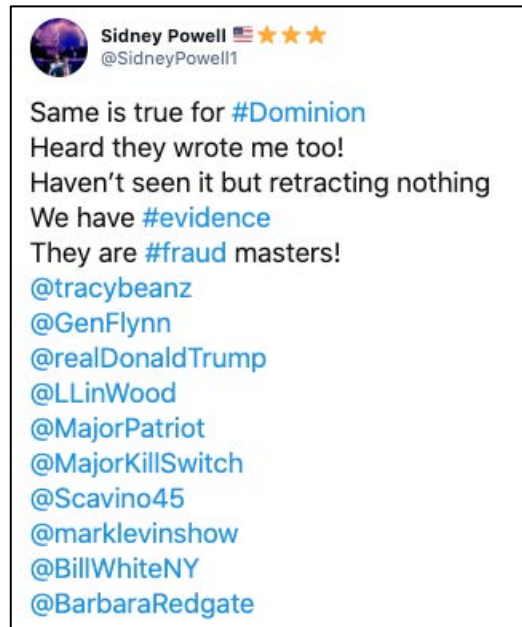 Sidney Powell 🇺🇸⭐⭐⭐
@SidneyPowell1
Same is true for #Dominion
Heard they wrote me too!
Haven’t seen it but retracting nothing
We have #evidence
They are #fraud masters!
@tracybeanz
@GenFlynn
@realDonaldTrump
@LLinWood
@MajorPatriot
@MajorKillSwitch
@Scavino45
@marklevinshow
@BillWhiteNY
@BarbaraRedgate